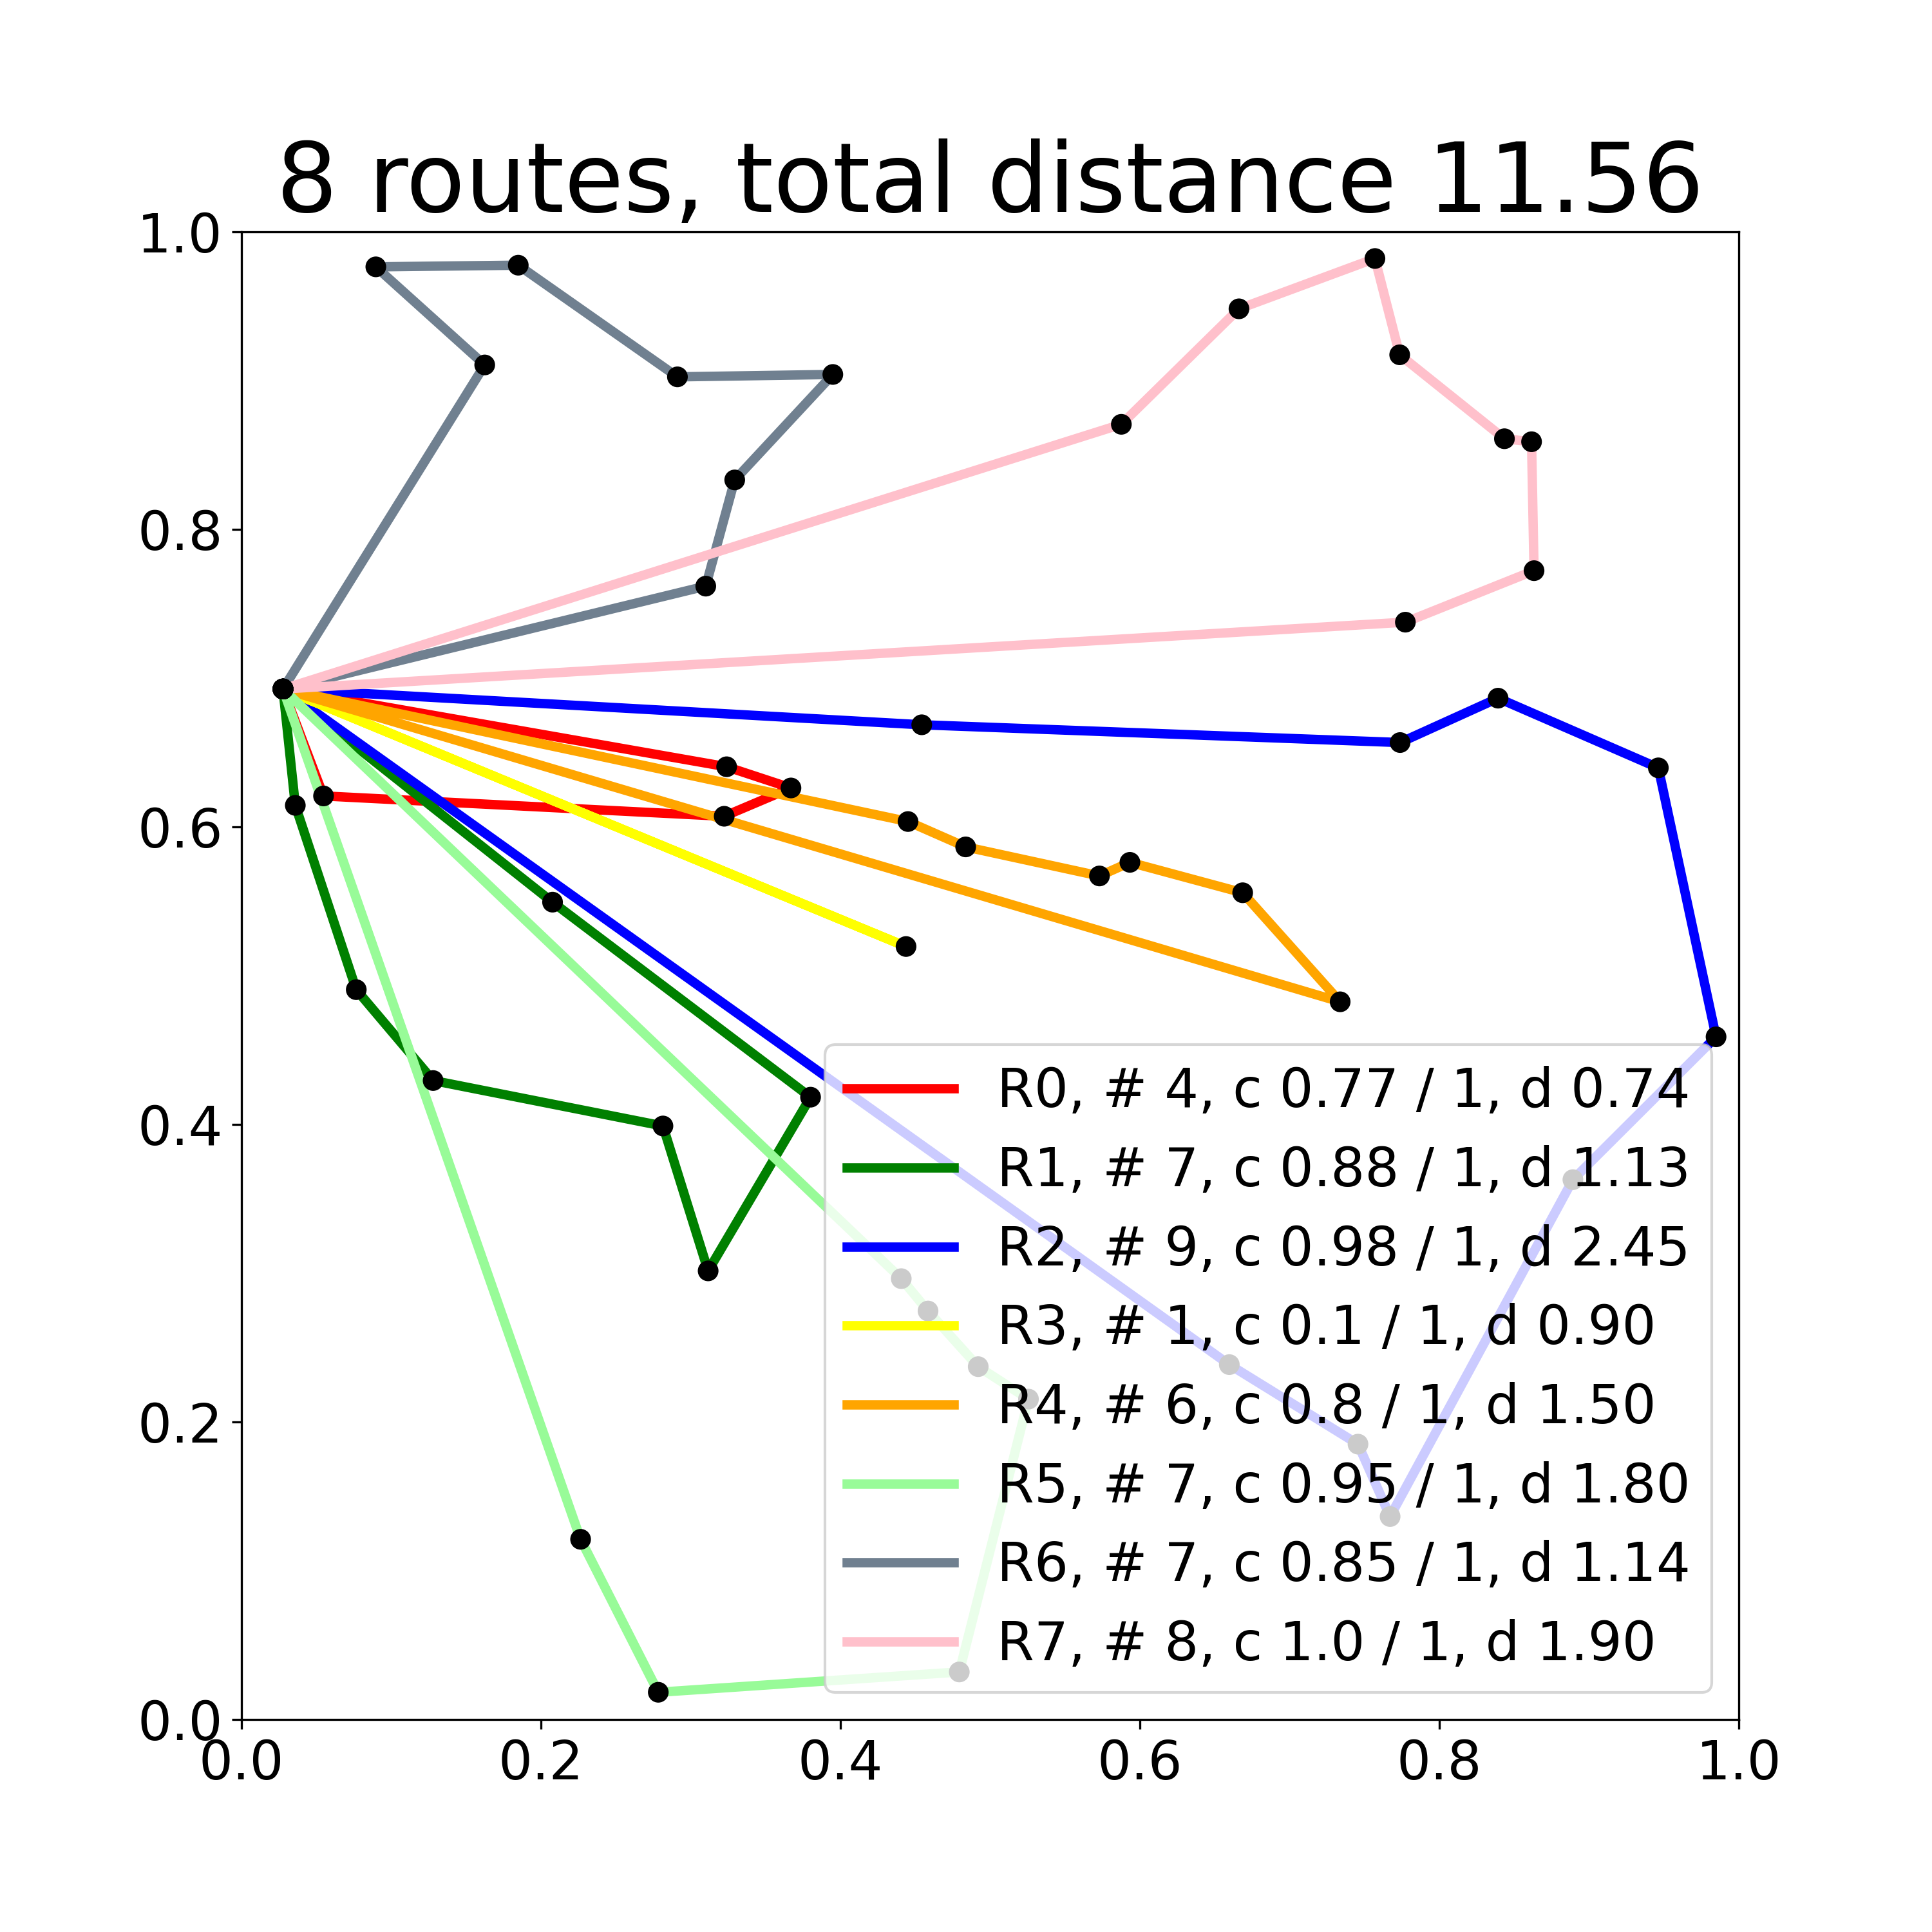 8 routes, total distance 11.56
1.0
0.8
0.6
0.4
0.2
0.0
R0, # 4, c 0.77 / 1, d 0.74
R1, # 7, c 0.88 / 1, d 1.13
R2, # 9, c 0.98 / 1, d 2.45
R3, # 1, c 0.1 / 1, d 0.90
R4, # 6, c 0.8 / 1, d 1.50
R5, # 7, c 0.95 / 1, d 1.80
R6, # 7, c 0.85 / 1, d 1.14
R7, # 8, c 1.0 / 1, d 1.90
0.0 0.2 0.4 0.6 0.8 1.0